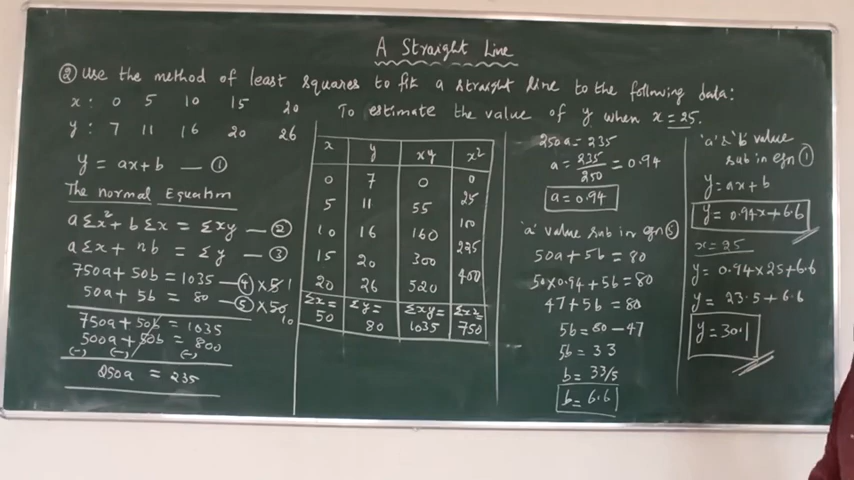 A Straight Line
② Use the method of least squares to fit a straight line to the following data:
x: 0 5 10 15 20
y: 7 11 16 20 26
To estimate the value of y when x = 25.
y = ax+b — ①
The normal Equation
aΣx² + bΣx = Σxy — ②
aΣx + nb = Σy — ③
750a + 50b = 1035 — ④ × 5 1
50a + 5b = 80 — ⑤ × 50 10
750a + 50b = 1035
500a + 50b = 800
(-) (-) (-)
250a = 235
x y xy x²
0 7 0 0
5 11 55 25
10 16 160 100
15 20 300 225
20 26 520 400
Σx= Σy= Σxy= Σx²=
50 80 1035 750
250a = 235
a = 235/250 = 0.94
a = 0.94
'a' value sub in eqn ⑤
50a + 5b = 80
50×0.94 + 5b = 80
47 + 5b = 80
5b = 80 - 47
5b = 33
b = 33/5
b = 6.6
'a' & 'b' value
sub in eqn ①
y = ax + b
y = 0.94x + 6.6
x = 25
y = 0.94×25 + 6.6
y = 23.5 + 6.6
y = 30.1